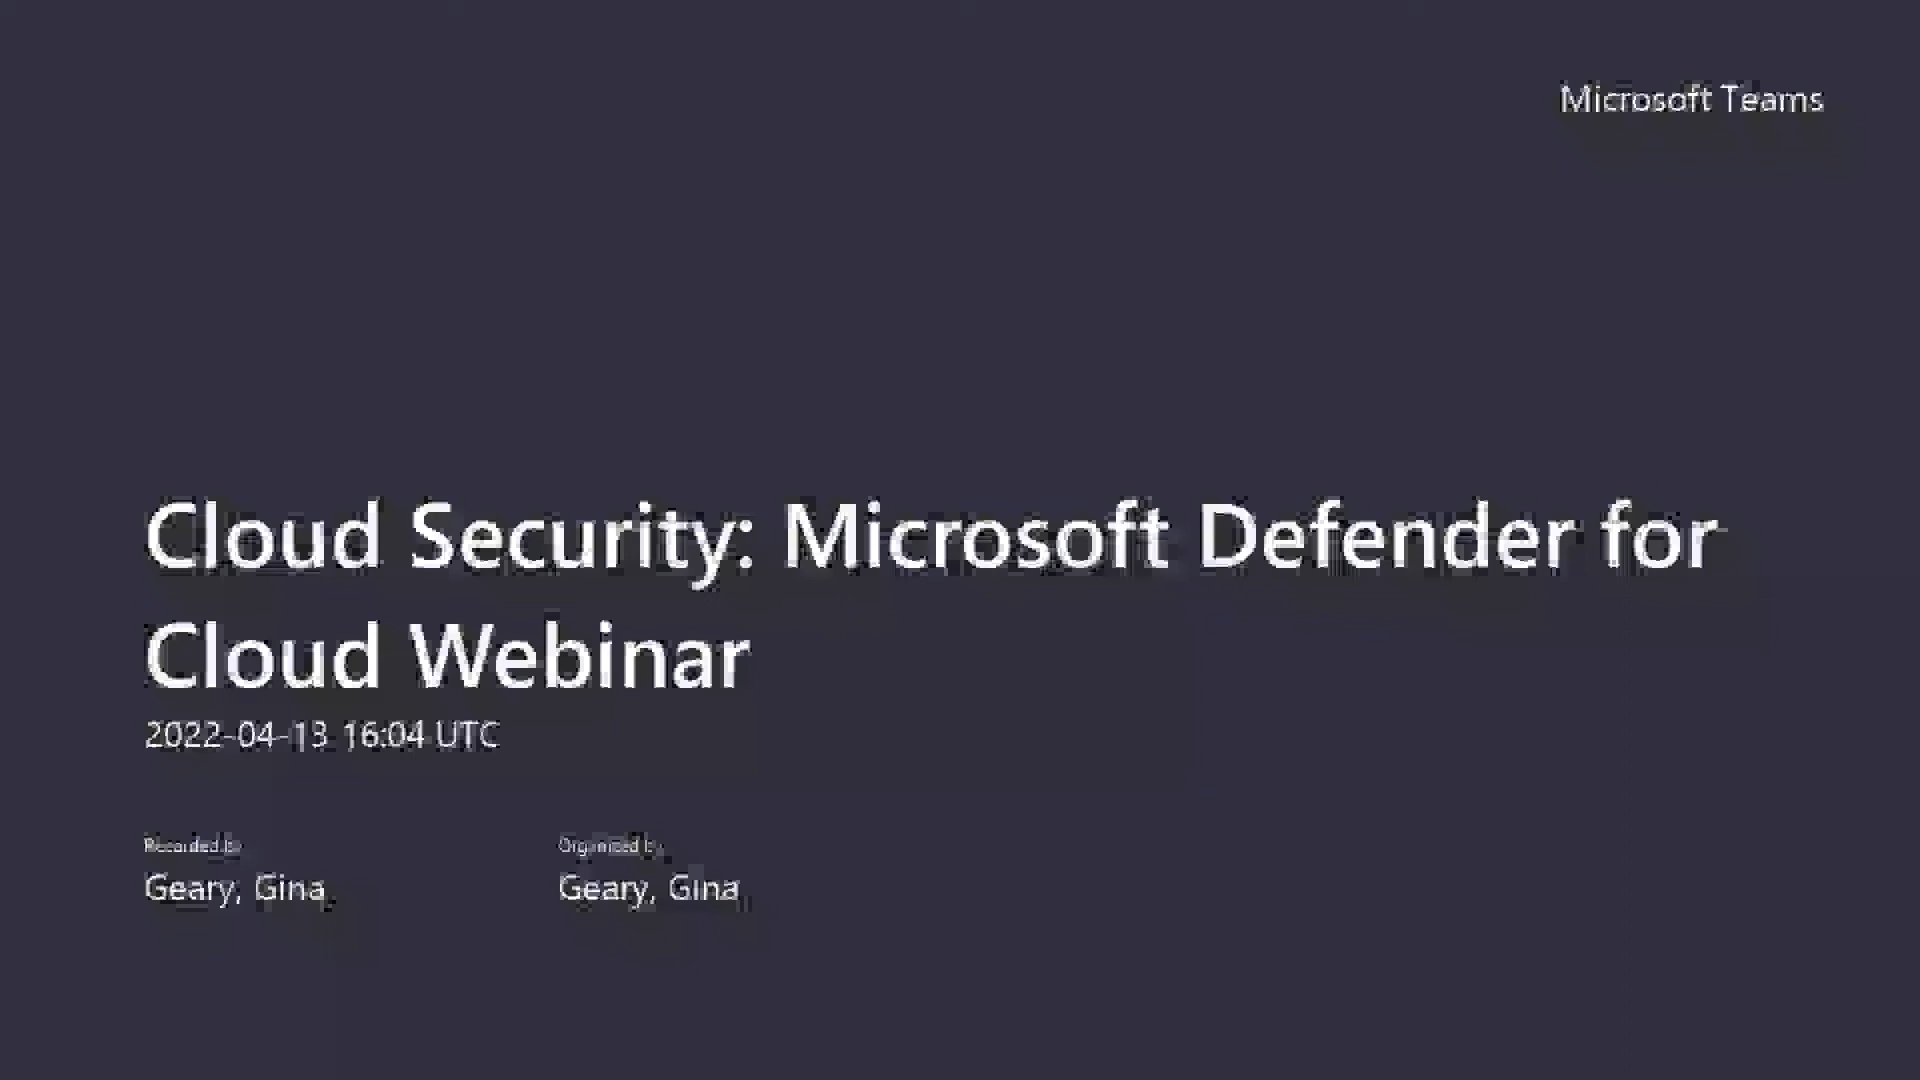 Microsoft Teams
Cloud Security: Microsoft Defender for
Cloud Webinar
2022-04-13 16:04 UTC
Recorded by
Organized by
Geary, Gina
Geary, Gina